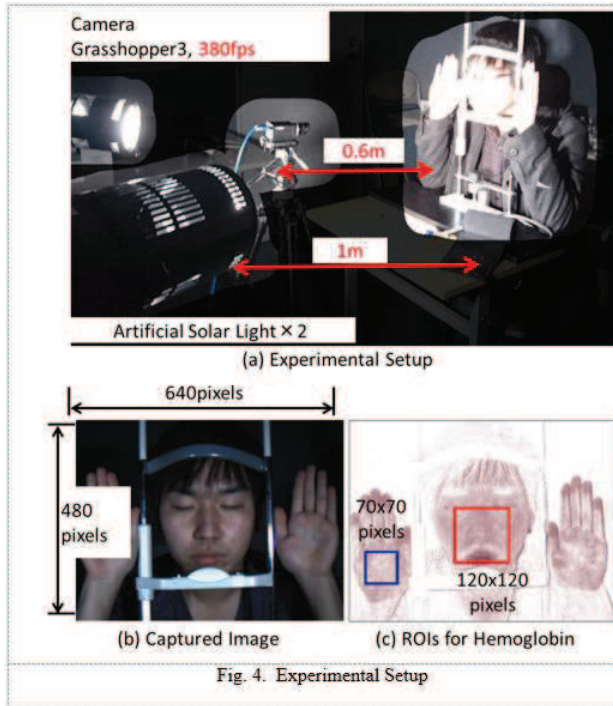 Camera
Grasshopper3, 380fps
0.6m
1m
Artificial Solar Light × 2
(a) Experimental Setup
640pixels
480
pixels
70x70
pixels
120x120
pixels
(b) Captured Image
(c) ROIs for Hemoglobin
Fig. 4. Experimental Setup